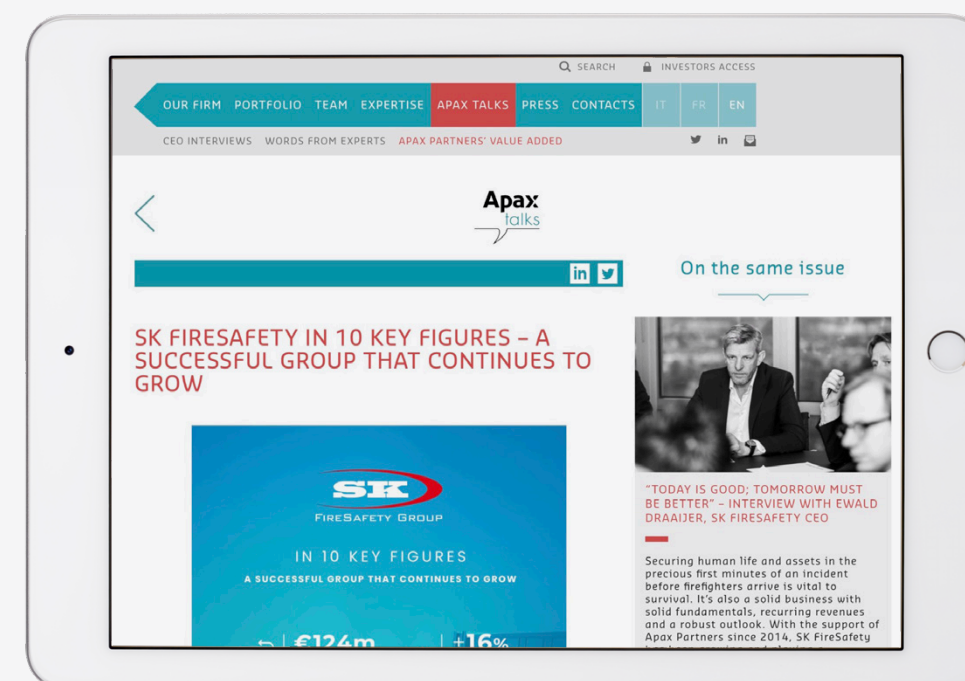 SEARCH
INVESTORS ACCESS
OUR FIRM PORTFOLIO TEAM EXPERTISE APAX TALKS PRESS CONTACTS IT FR EN
CEO INTERVIEWS WORDS FROM EXPERTS APAX PARTNERS' VALUE ADDED
in
Apax
talks
in
SK FIRESAFETY IN 10 KEY FIGURES – A
SUCCESSFUL GROUP THAT CONTINUES TO
GROW
SK
FIRESAFETY GROUP
IN 10 KEY FIGURES
A SUCCESSFUL GROUP THAT CONTINUES TO GROW
€124m +16%
On the same issue
"TODAY IS GOOD; TOMORROW MUST
BE BETTER" – INTERVIEW WITH EWALD
DRAAIJER, SK FIRESAFETY CEO
Securing human life and assets in the
precious first minutes of an incident
before firefighters arrive is vital to
survival. It's also a solid business with
solid fundamentals, recurring revenues
and a robust outlook. With the support of
Apax Partners since 2014, SK FireSafety